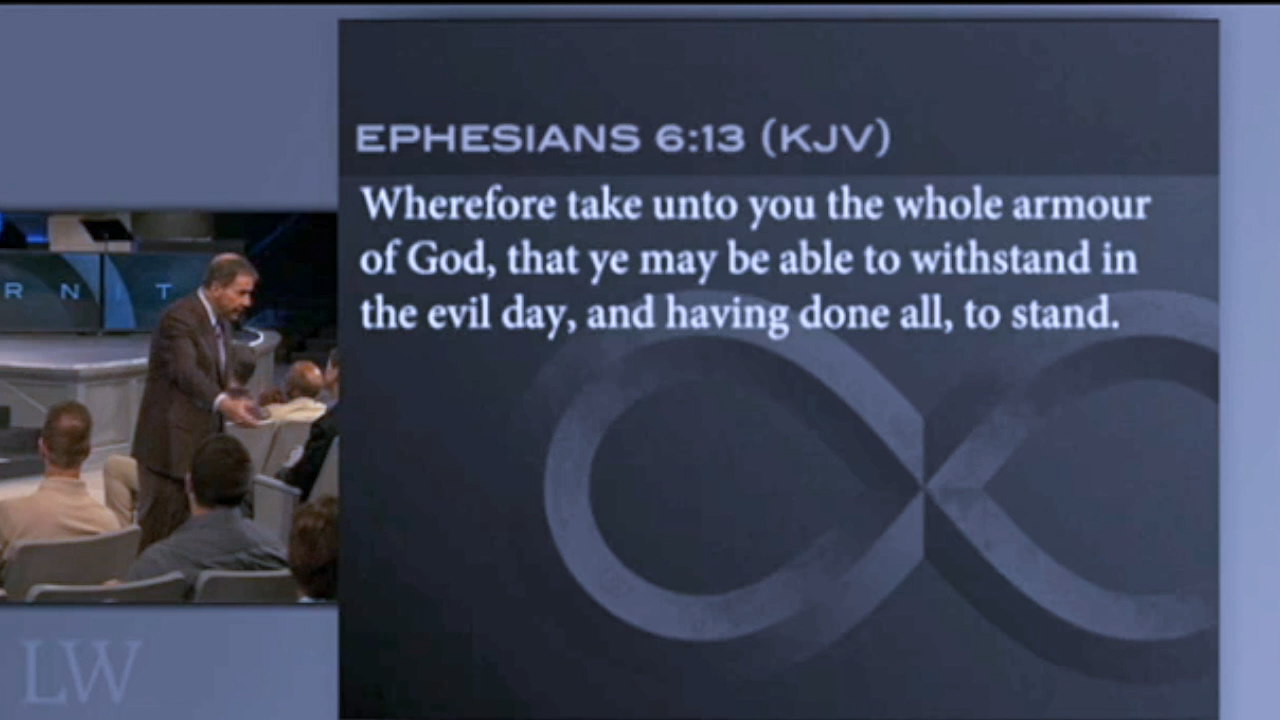 EPHESIANS 6:13 (KJV)
Wherefore take unto you the whole armour
of God, that ye may be able to withstand in
the evil day, and having done all, to stand.
R N I T
LW